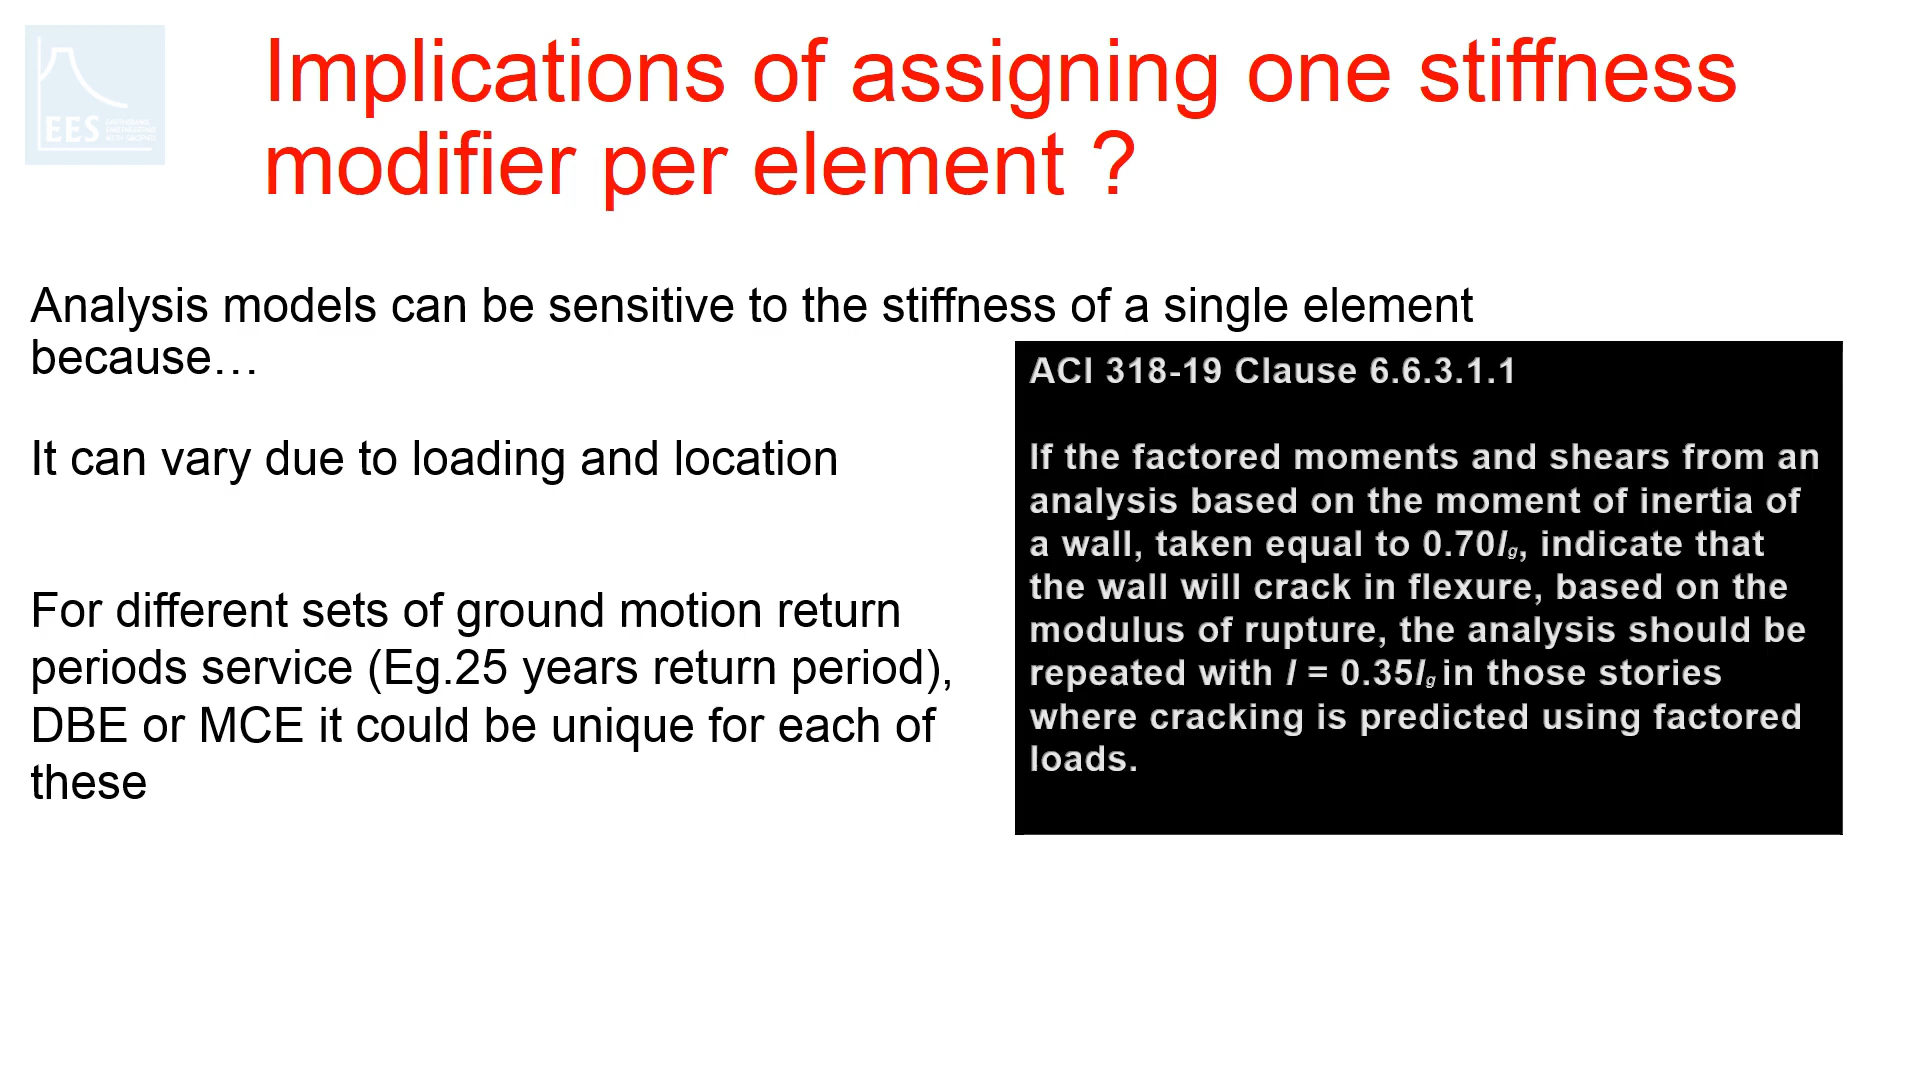 EES
Implications of assigning one stiffness
modifier per element ?
Analysis models can be sensitive to the stiffness of a single element
because…
It can vary due to loading and location
For different sets of ground motion return
periods service (Eg.25 years return period),
DBE or MCE it could be unique for each of
these
ACI 318-19 Clause 6.6.3.1.1
If the factored moments and shears from an
analysis based on the moment of inertia of
a wall, taken equal to 0.70Ig, indicate that
the wall will crack in flexure, based on the
modulus of rupture, the analysis should be
repeated with I = 0.35Ig in those stories
where cracking is predicted using factored
loads.